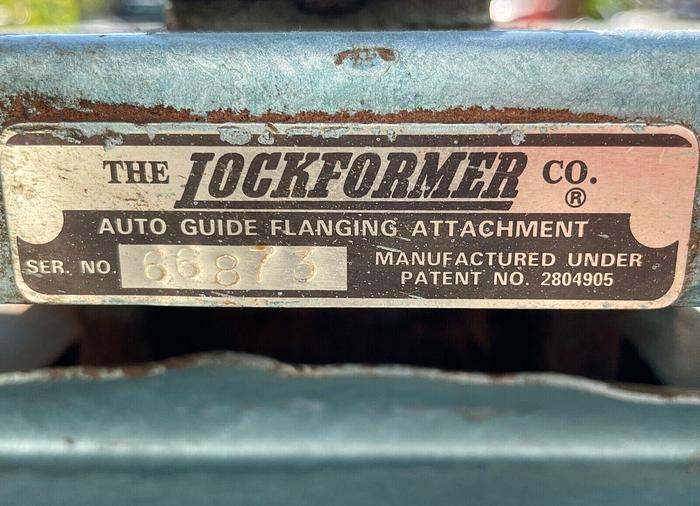 THE LOCKFORMER CO.®
AUTO GUIDE FLANGING ATTACHMENT
SER. NO. 66873
MANUFACTURED UNDER
PATENT NO. 2804905